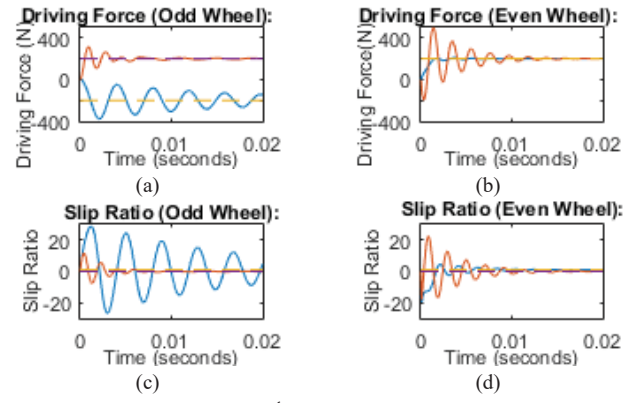 Driving Force (Odd Wheel):
Driving Force (N)
400
0
-400
0
0.01
0.02
Time (seconds)
(a)
Driving Force (Even Wheel):
Driving Force(N)
400
0
-400
0
0.01
0.02
Time (seconds)
(b)
Slip Ratio (Odd Wheel):
Slip Ratio
20
0
-20
0
0.01
0.02
Time (seconds)
(c)
Slip Ratio (Even Wheel):
Slip Ratio
20
0
-20
0
0.01
0.02
Time (seconds)
(d)